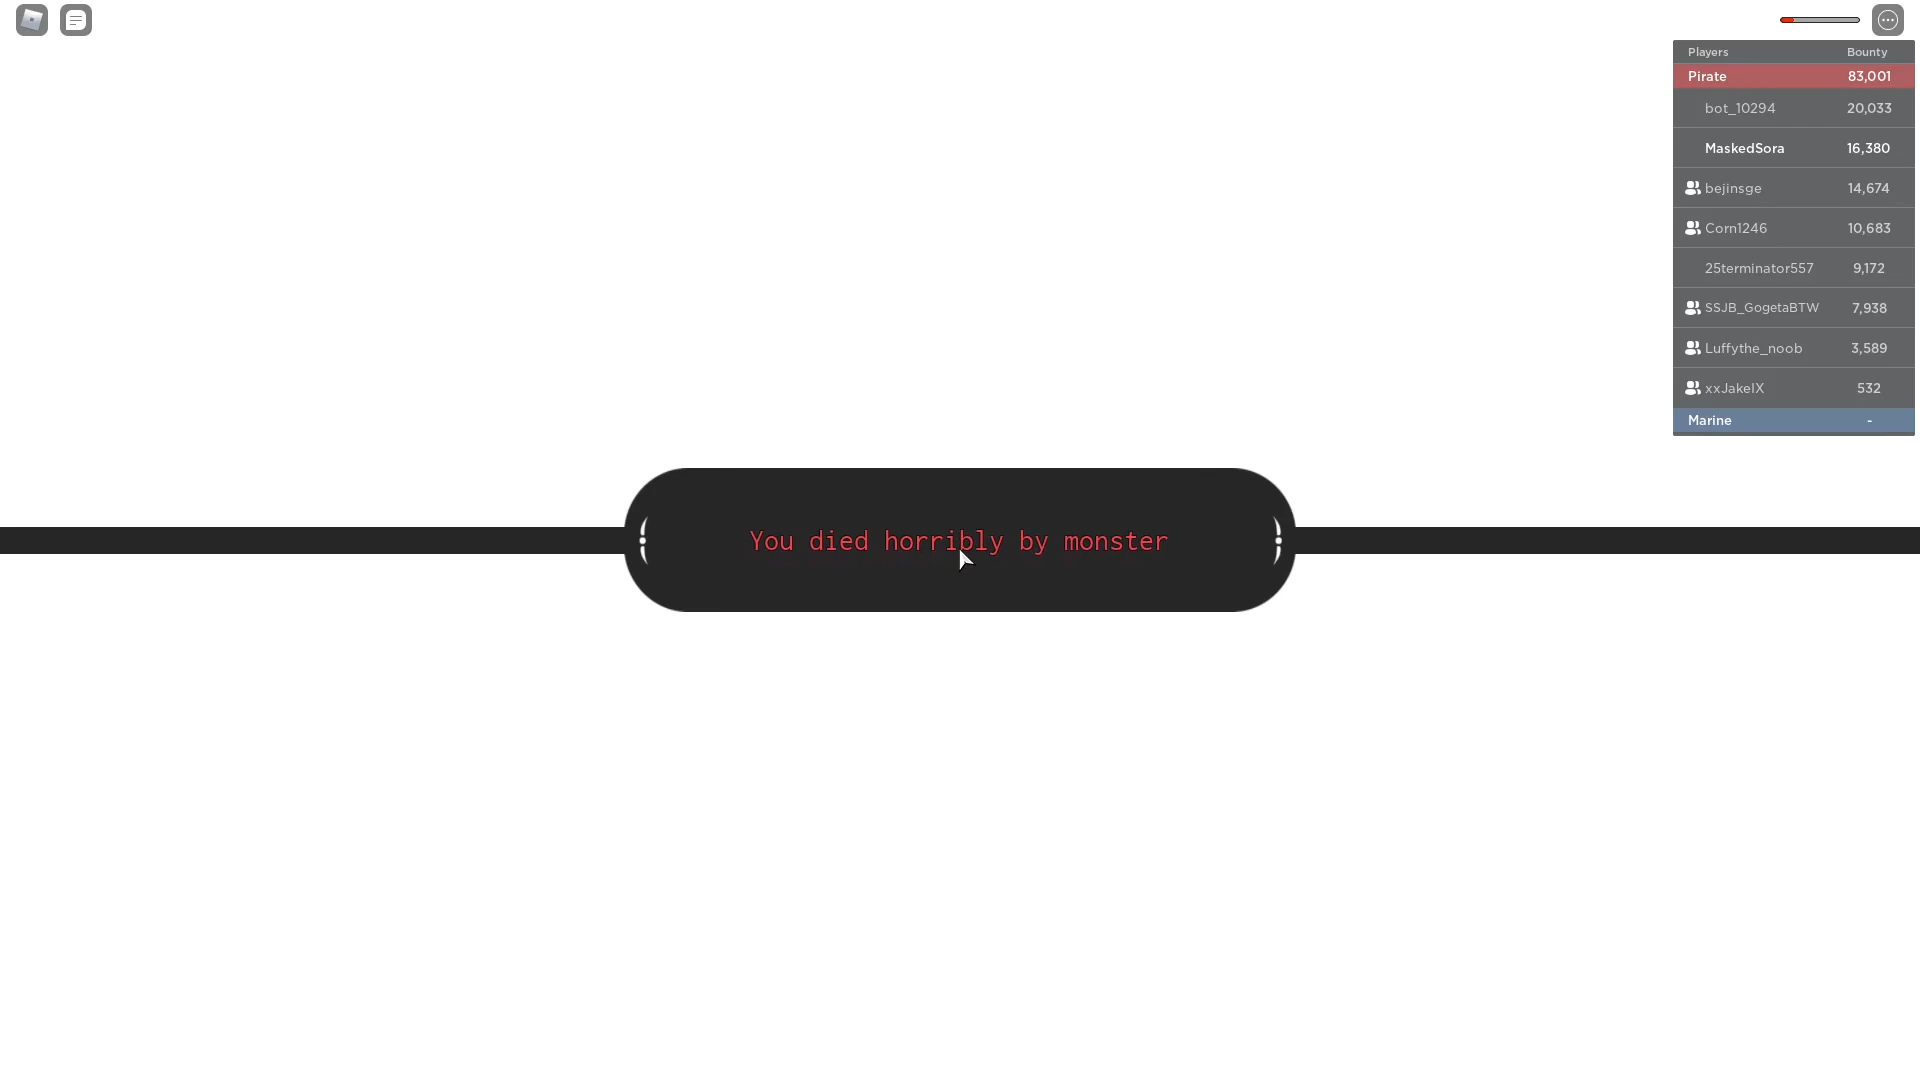 Players Bounty
Pirate 83,001
bot_10294 20,033
MaskedSora 16,380
bejinsge 14,674
Corn1246 10,683
25terminator557 9,172
SSJB_GogetaBTW 7,938
Luffythe_noob 3,589
xxJakeIX 532
Marine -
You died horribly by monster